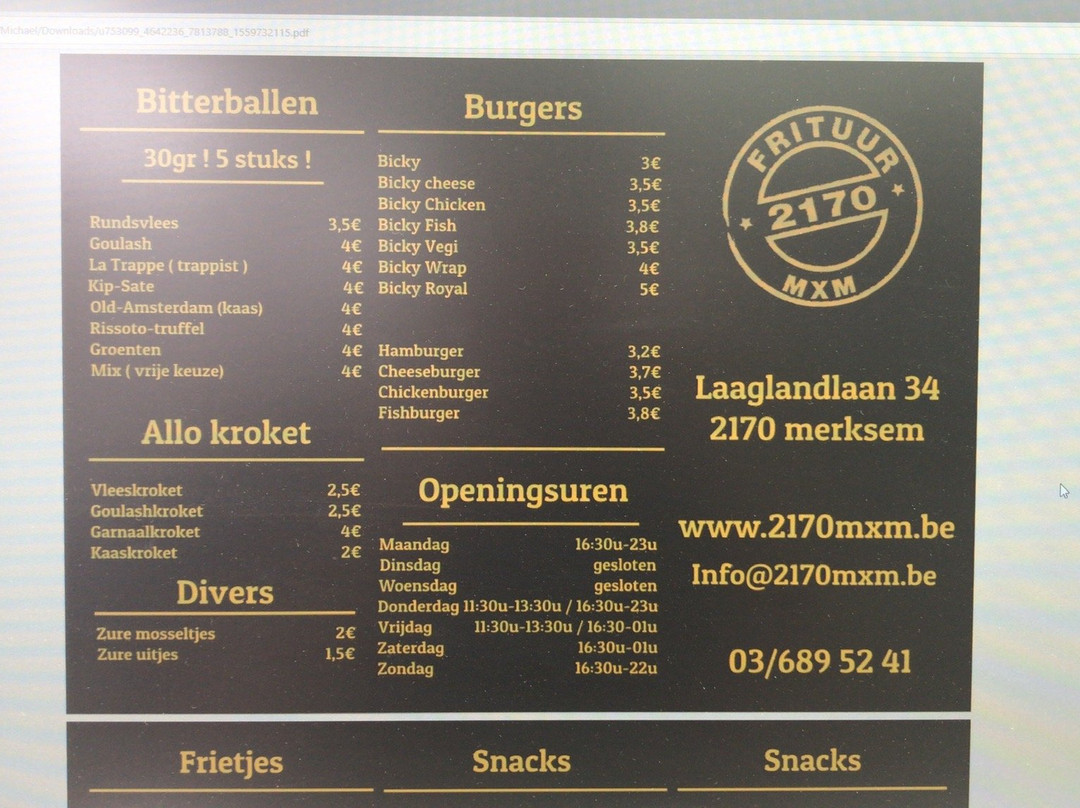 /Michael/Downloads/u753099_4642236_7813788_1559732115.pdf
Bitterballen
30gr ! 5 stuks !
Rundsvlees 3,5€
Goulash 4€
La Trappe ( trappist ) 4€
Kip-Sate 4€
Old-Amsterdam (kaas) 4€
Rissoto-truffel 4€
Groenten 4€
Mix ( vrije keuze) 4€
Allo kroket
Vleeskroket 2,5€
Goulashkroket 2,5€
Garnaalkroket 4€
Kaaskroket 2€
Divers
Zure mosseltjes 2€
Zure uitjes 1,5€
Burgers
Bicky 3€
Bicky cheese 3,5€
Bicky Chicken 3,5€
Bicky Fish 3,8€
Bicky Vegi 3,5€
Bicky Wrap 4€
Bicky Royal 5€
Hamburger 3,2€
Cheeseburger 3,7€
Chickenburger 3,5€
Fishburger 3,8€
Openingsuren
Maandag 16:30u-23u
Dinsdag gesloten
Woensdag gesloten
Donderdag 11:30u-13:30u / 16:30u-23u
Vrijdag 11:30u-13:30u / 16:30-01u
Zaterdag 16:30u-01u
Zondag 16:30u-22u
FRITUUR
2170
MXM
Laaglandlaan 34
2170 merksem
www.2170mxm.be
Info@2170mxm.be
03/689 52 41
Frietjes
Snacks
Snacks